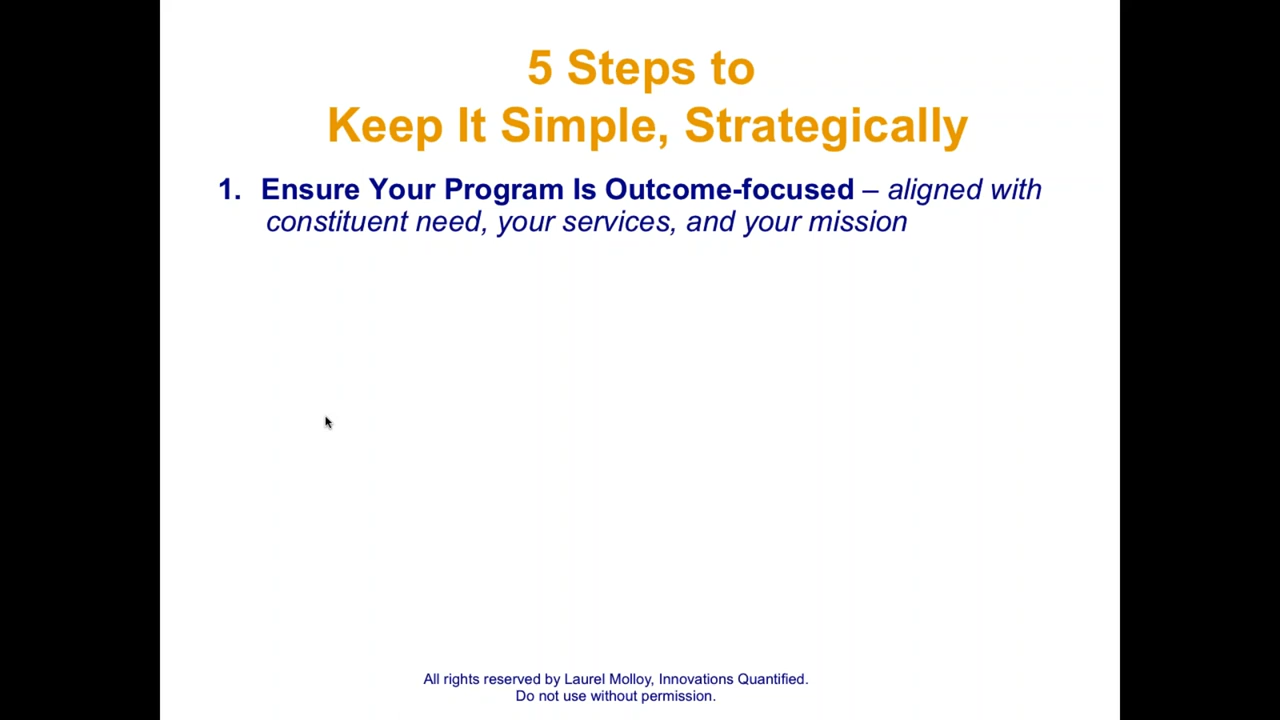 5 Steps to
Keep It Simple, Strategically
1. Ensure Your Program Is Outcome-focused – aligned with
constituent need, your services, and your mission
All rights reserved by Laurel Molloy, Innovations Quantified.
Do not use without permission.